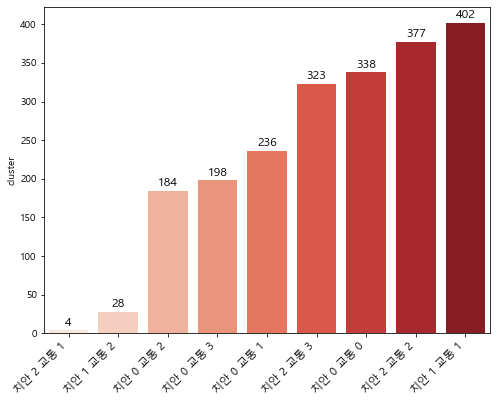 402
400
377
350
338
323
300
250
236
cluster
200
198
184
150
100
50
28
4
0
치안 2 교통 1
치안 1 교통 2
치안 0 교통 2
치안 0 교통 3
치안 0 교통 1
치안 2 교통 3
치안 0 교통 0
치안 2 교통 2
치안 1 교통 1